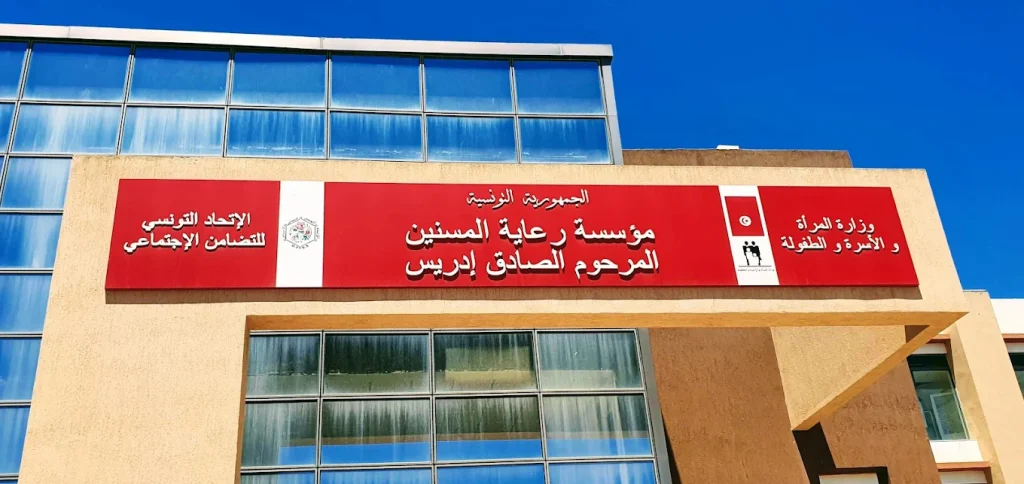 الجمهورية التونسية
وزارة المرأة
و الأسرة و الطفولة
مؤسسة رعاية المسنين
المرحوم الصادق إدريس
الإتحاد التونسي
للتضامن الإجتماعي